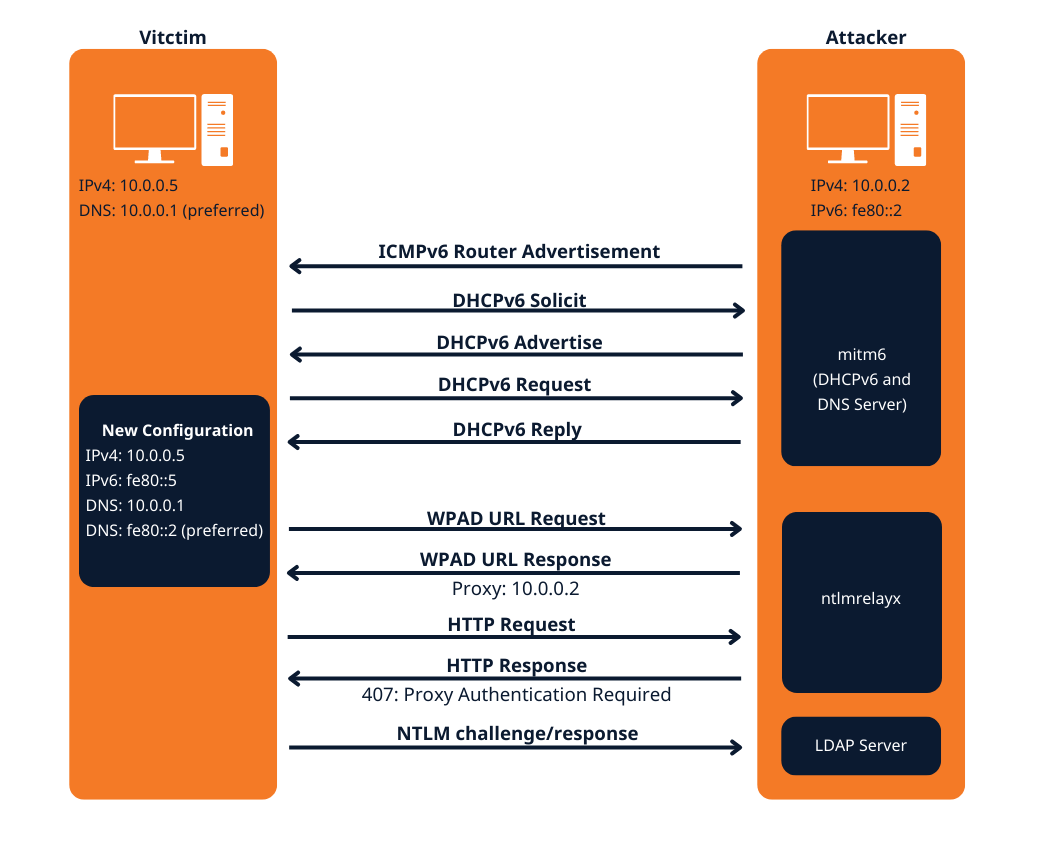 Vitctim
Attacker
IPv4: 10.0.0.5
DNS: 10.0.0.1 (preferred)
IPv4: 10.0.0.2
IPv6: fe80::2
ICMPv6 Router Advertisement
DHCPv6 Solicit
DHCPv6 Advertise
DHCPv6 Request
DHCPv6 Reply
mitm6
(DHCPv6 and
DNS Server)
New Configuration
IPv4: 10.0.0.5
IPv6: fe80::5
DNS: 10.0.0.1
DNS: fe80::2 (preferred)
WPAD URL Request
WPAD URL Response
Proxy: 10.0.0.2
HTTP Request
HTTP Response
407: Proxy Authentication Required
NTLM challenge/response
ntlmrelayx
LDAP Server